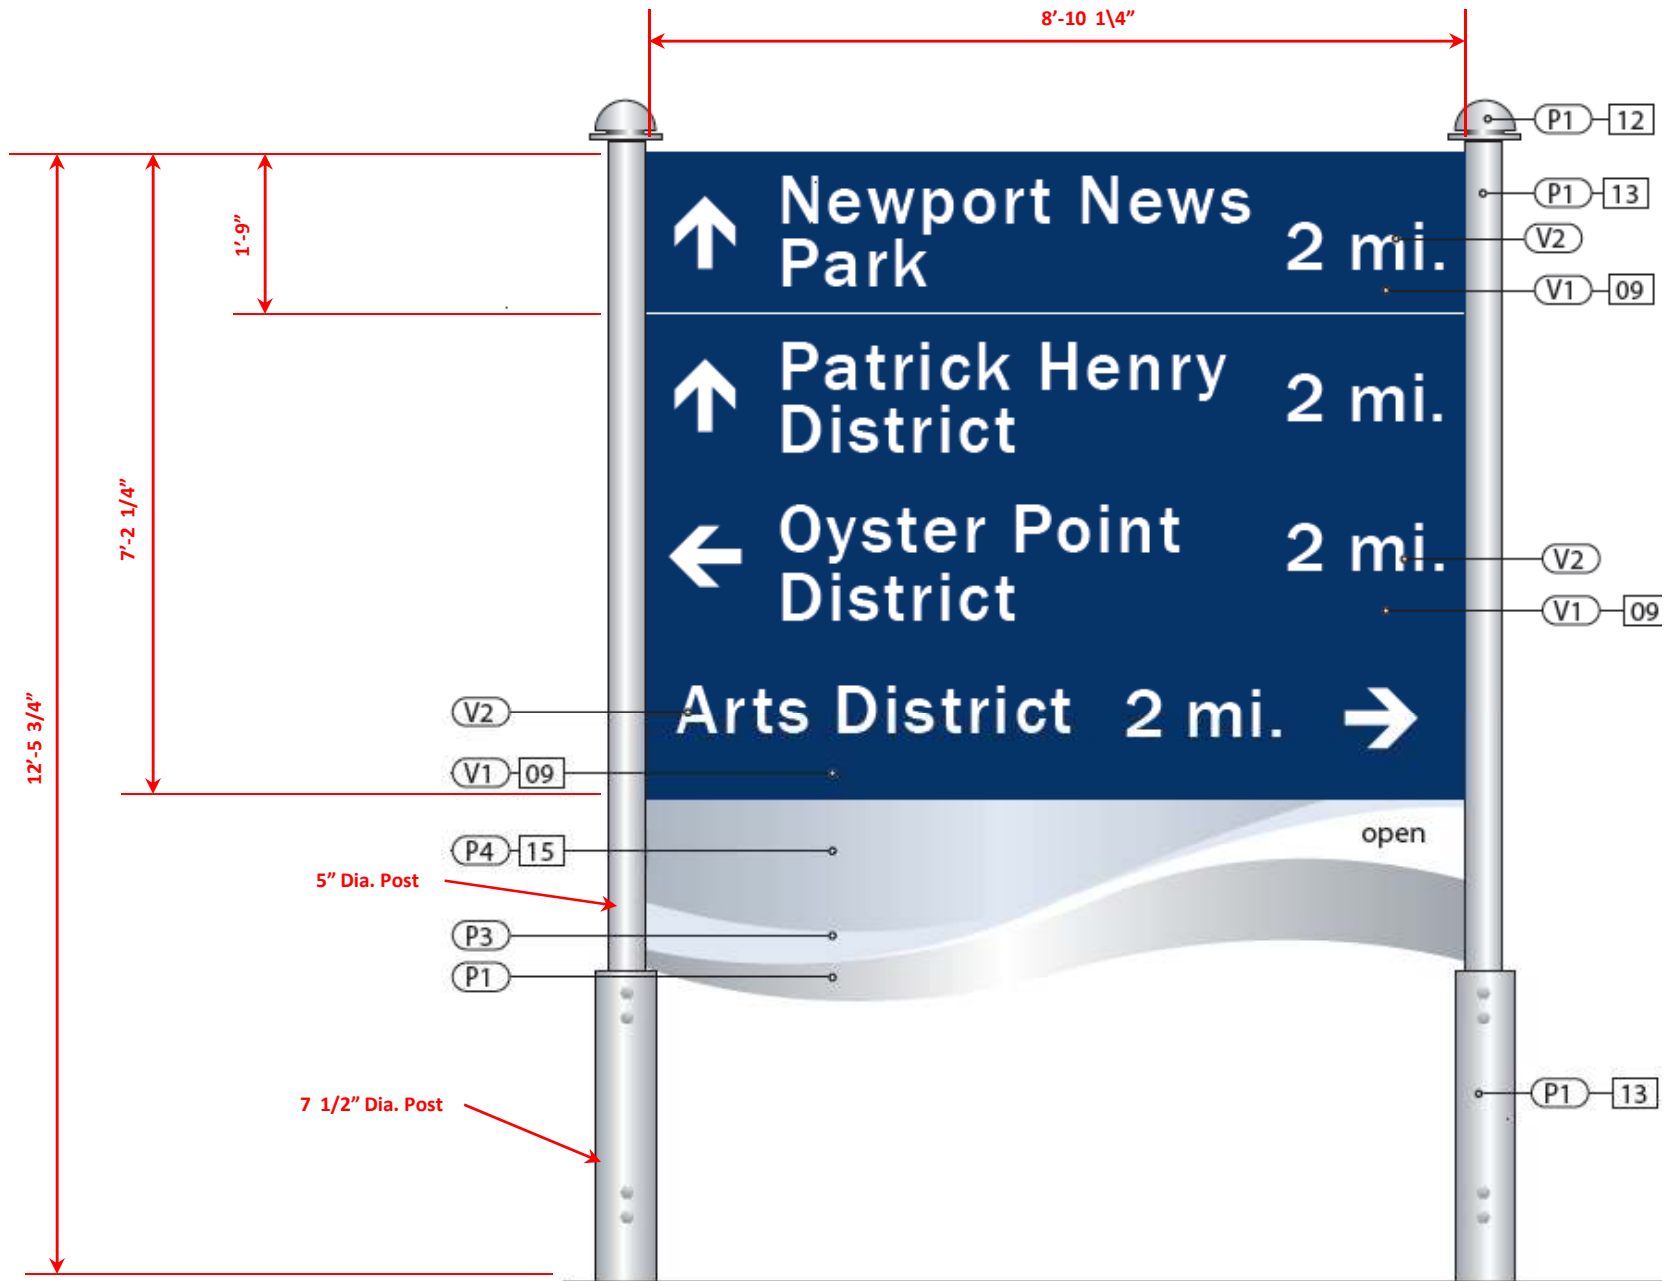 8’-10 1\4”
P1 12
P1 13
Newport News
Park
2 mi.
V2
V1 09
1’-9”
Patrick Henry
District
2 mi.
7’-2 1/4”
Oyster Point
District
2 mi.
V2
V1 09
12’-5 3/4”
V2
Arts District 2 mi.
V1 09
open
P4 15
5” Dia. Post
P3
P1
7 1/2” Dia. Post
P1 13